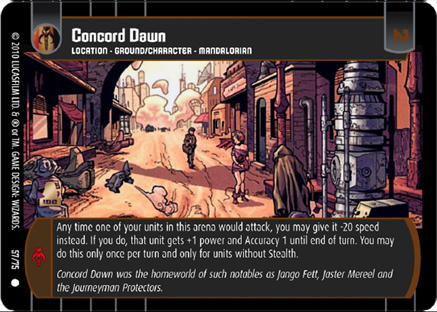 Concord Dawn
LOCATION - GROUND/CHARACTER - MANDALORIAN
© 2010 LUCASFILM LTD. & ® or TM. GAME DESIGN: WIZARDS.
57/75
Any time one of your units in this arena would attack, you may give it -20 speed
instead. If you do, that unit gets +1 power and Accuracy 1 until end of turn. You may
do this only once per turn and only for units without Stealth.
Concord Dawn was the homeworld of such notables as Jango Fett, Jaster Mereel and
the Journeyman Protectors.